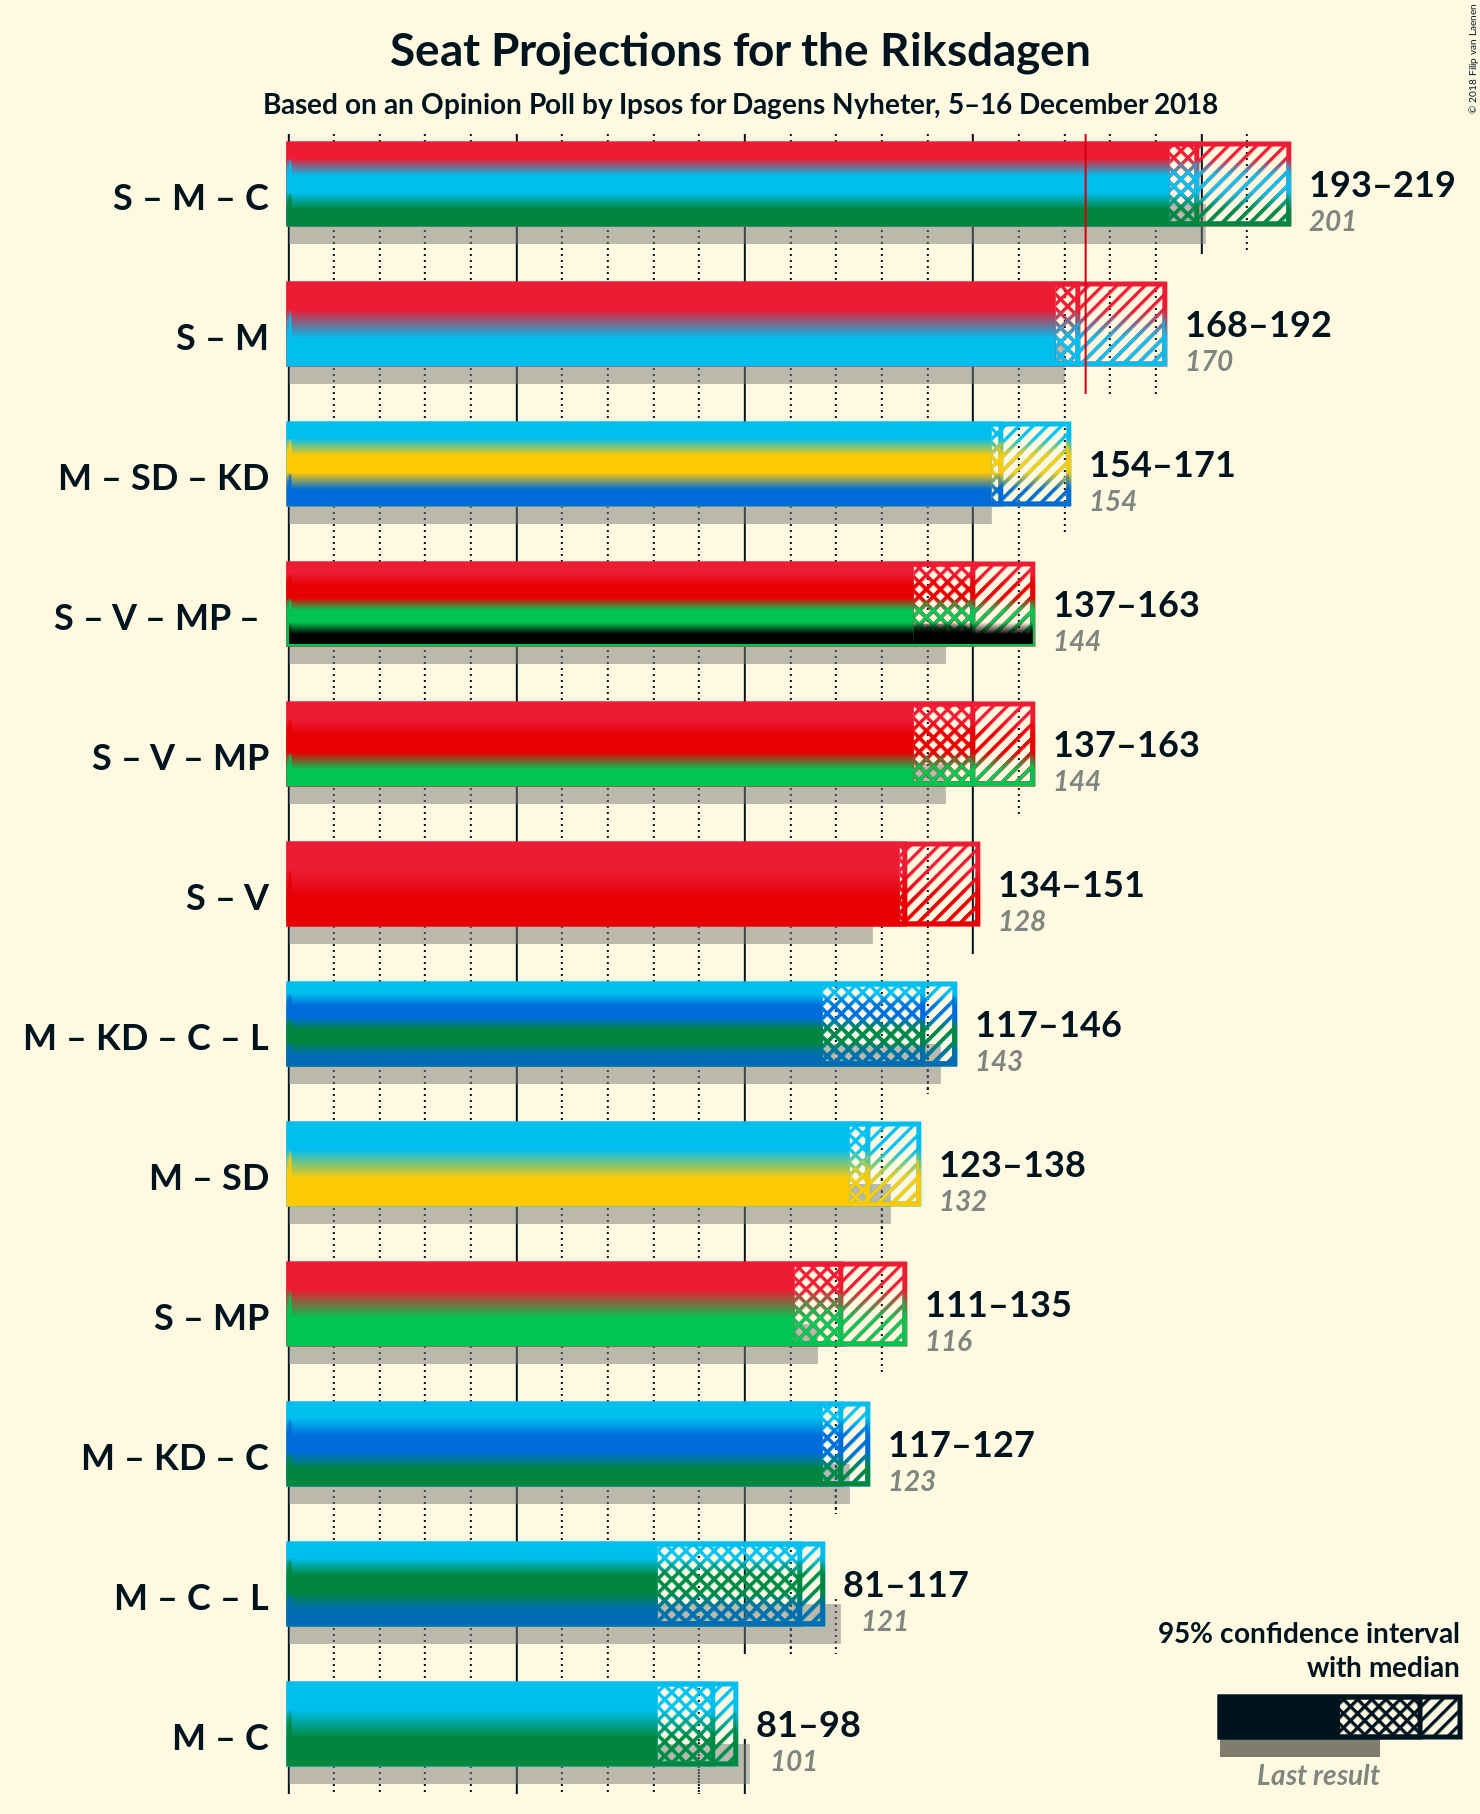 Seat Projections for the Riksdagen
Based on an Opinion Poll by Ipsos for Dagens Nyheter, 5–16 December 2018
© 2018 Filip van Laenen
S – M – C
193–219
201
S – M
168–192
170
M – SD – KD
154–171
154
S – V – MP –
137–163
144
S – V – MP
137–163
144
S – V
134–151
128
M – KD – C – L
117–146
143
M – SD
123–138
132
S – MP
111–135
116
M – KD – C
117–127
123
M – C – L
81–117
121
M – C
81–98
101
95% confidence interval
with median
Last result